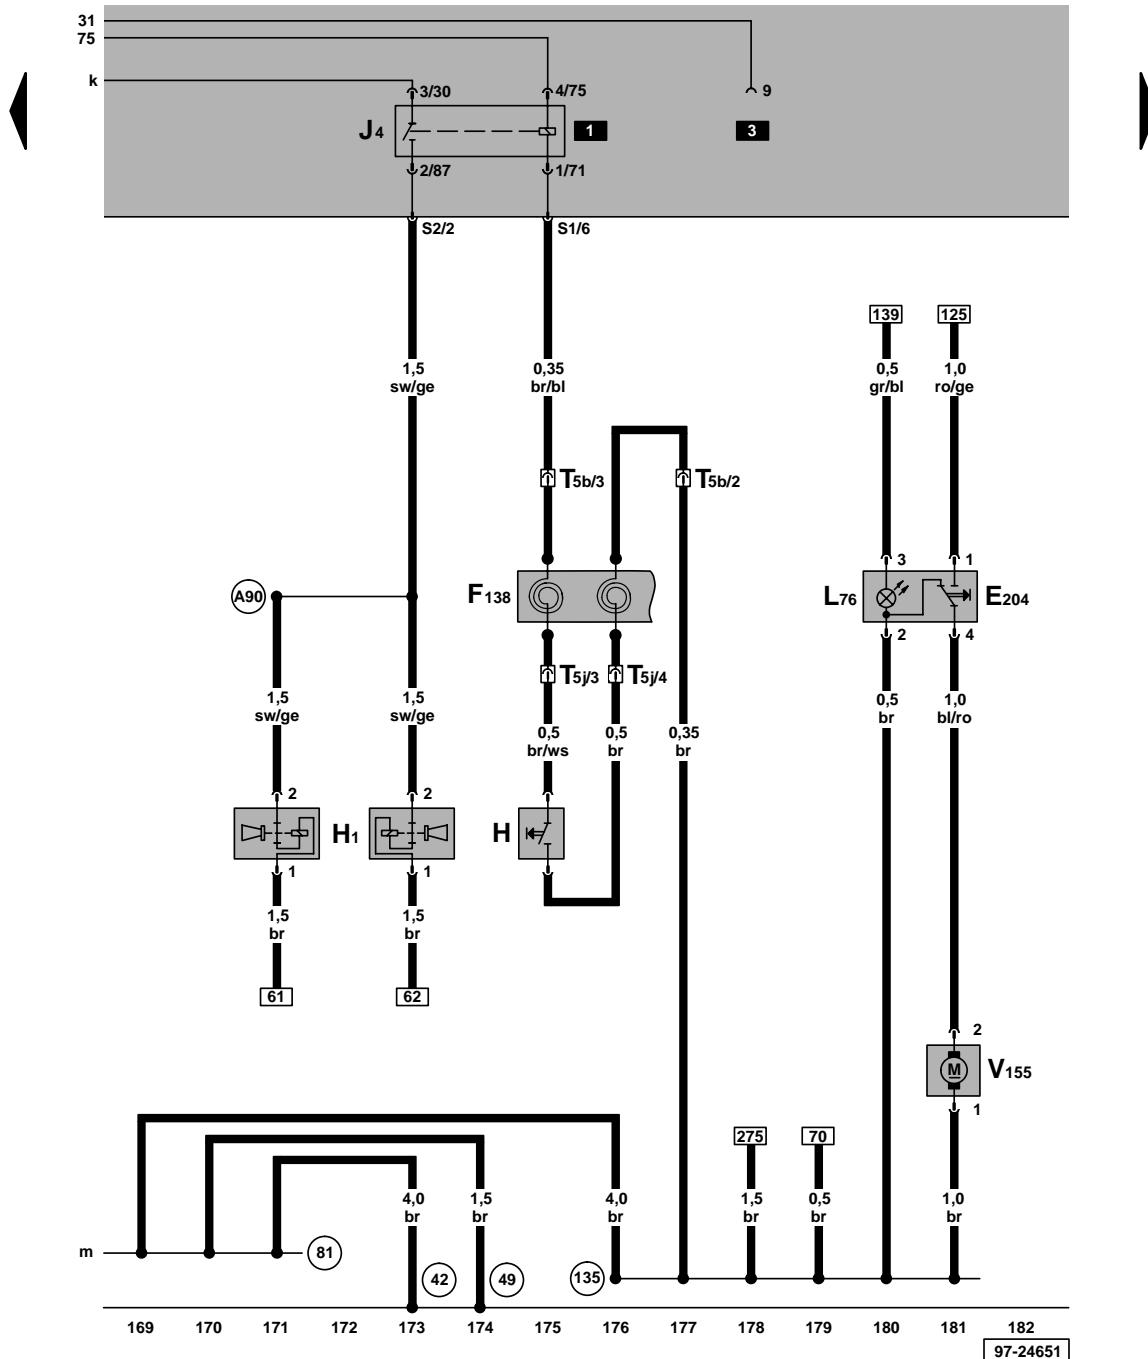 31
75
k
3/30
4/75
9
J4
1
3
2/87
1/71
S2/2
S1/6
139
125
1,5
sw/ge
0,35
br/bl
0,5
gr/bl
1,0
ro/ge
T5b/3
T5b/2
3
1
A90
F138
L76
E204
2
4
T5j/3
T5j/4
1,5
sw/ge
1,5
sw/ge
0,5
br/ws
0,5
br
0,35
br
0,5
br
1,0
bl/ro
2
2
H1
H
1
1
1,5
br
1,5
br
61
62
2
M
V155
1
275
70
4,0
br
1,5
br
4,0
br
1,5
br
0,5
br
1,0
br
m
81
42
49
135
169 170 171 172 173 174 175 176 177 178 179 180 181 182
97-24651